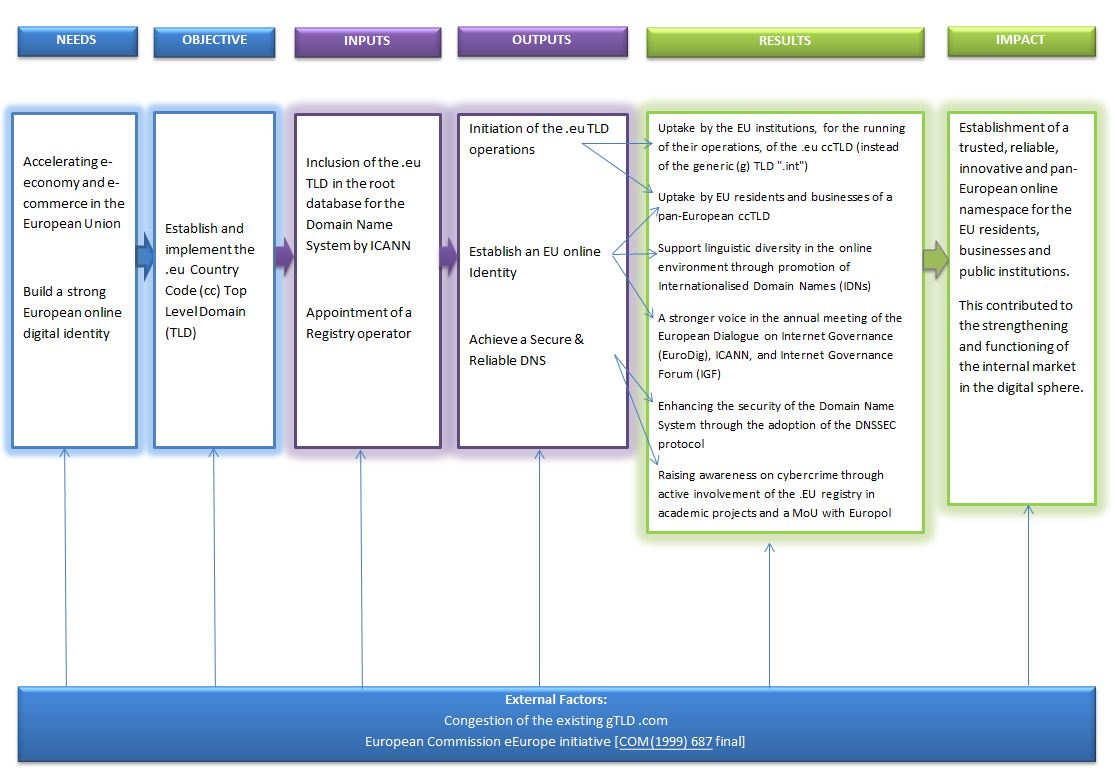 NEEDS
OBJECTIVE
INPUTS
OUTPUTS
RESULTS
IMPACT
Accelerating e-
economy and e-
commerce in the
European Union
Build a strong
European online
digital identity
Establish and
implement the
.eu Country
Code (cc) Top
Level Domain
(TLD)
Inclusion of the .eu
TLD in the root
database for the
Domain Name
System by ICANN
Appointment of a
Registry operator
Initiation of the .eu TLD
operations
Establish an EU online
Identity
Achieve a Secure &
Reliable DNS
Uptake by the EU institutions, for the running
of their operations, of the .eu ccTLD (instead
of the generic (g) TLD ".int")
Uptake by EU residents and businesses of a
pan-European ccTLD
Support linguistic diversity in the online
environment through promotion of
Internationalised Domain Names (IDNs)
A stronger voice in the annual meeting of the
European Dialogue on Internet Governance
(EuroDig), ICANN, and Internet Governance
Forum (IGF)
Enhancing the security of the Domain Name
System through the adoption of the DNSSEC
protocol
Raising awareness on cybercrime through
active involvement of the .EU registry in
academic projects and a MoU with Europol
Establishment of a
trusted, reliable,
innovative and pan-
European online
namespace for the
EU residents,
businesses and
public institutions.
This contributed to
the strengthening
and functioning of
the internal market
in the digital sphere.
External Factors:
Congestion of the existing gTLD .com
European Commission eEurope initiative [COM(1999) 687 final]